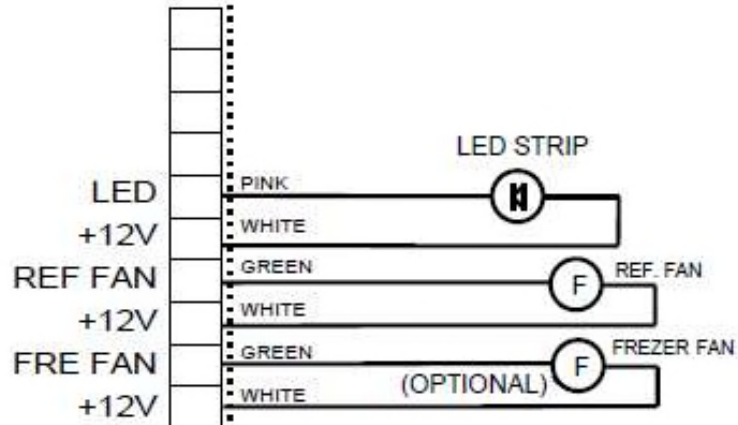 LED STRIP
LED PINK
+12V WHITE
REF FAN GREEN F REF. FAN
+12V WHITE
FRE FAN GREEN F FREZER FAN
(OPTIONAL)
+12V WHITE